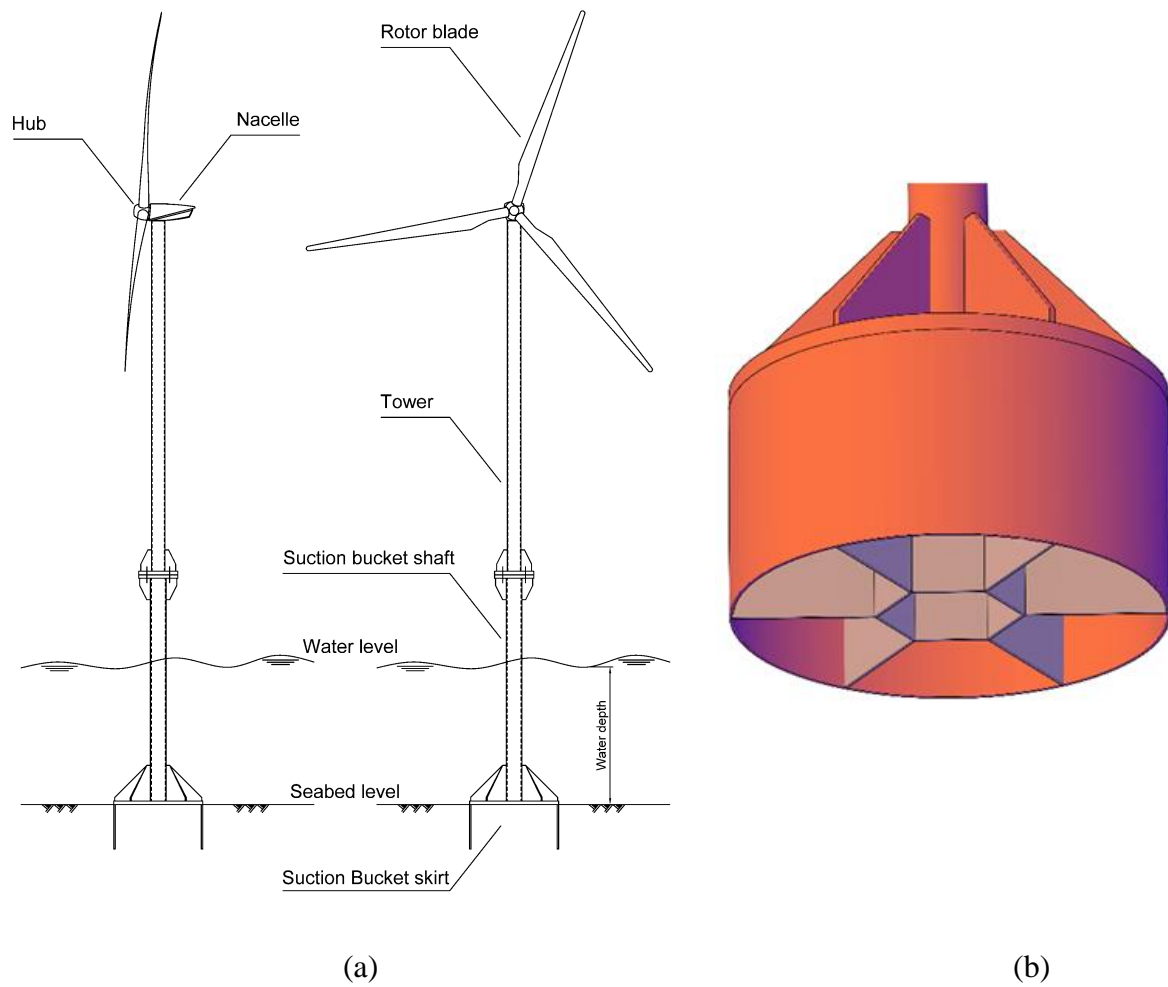 Rotor blade
Hub
Nacelle
Tower
Suction bucket shaft
Water level
Water depth
Seabed level
Suction Bucket skirt
(a)
(b)